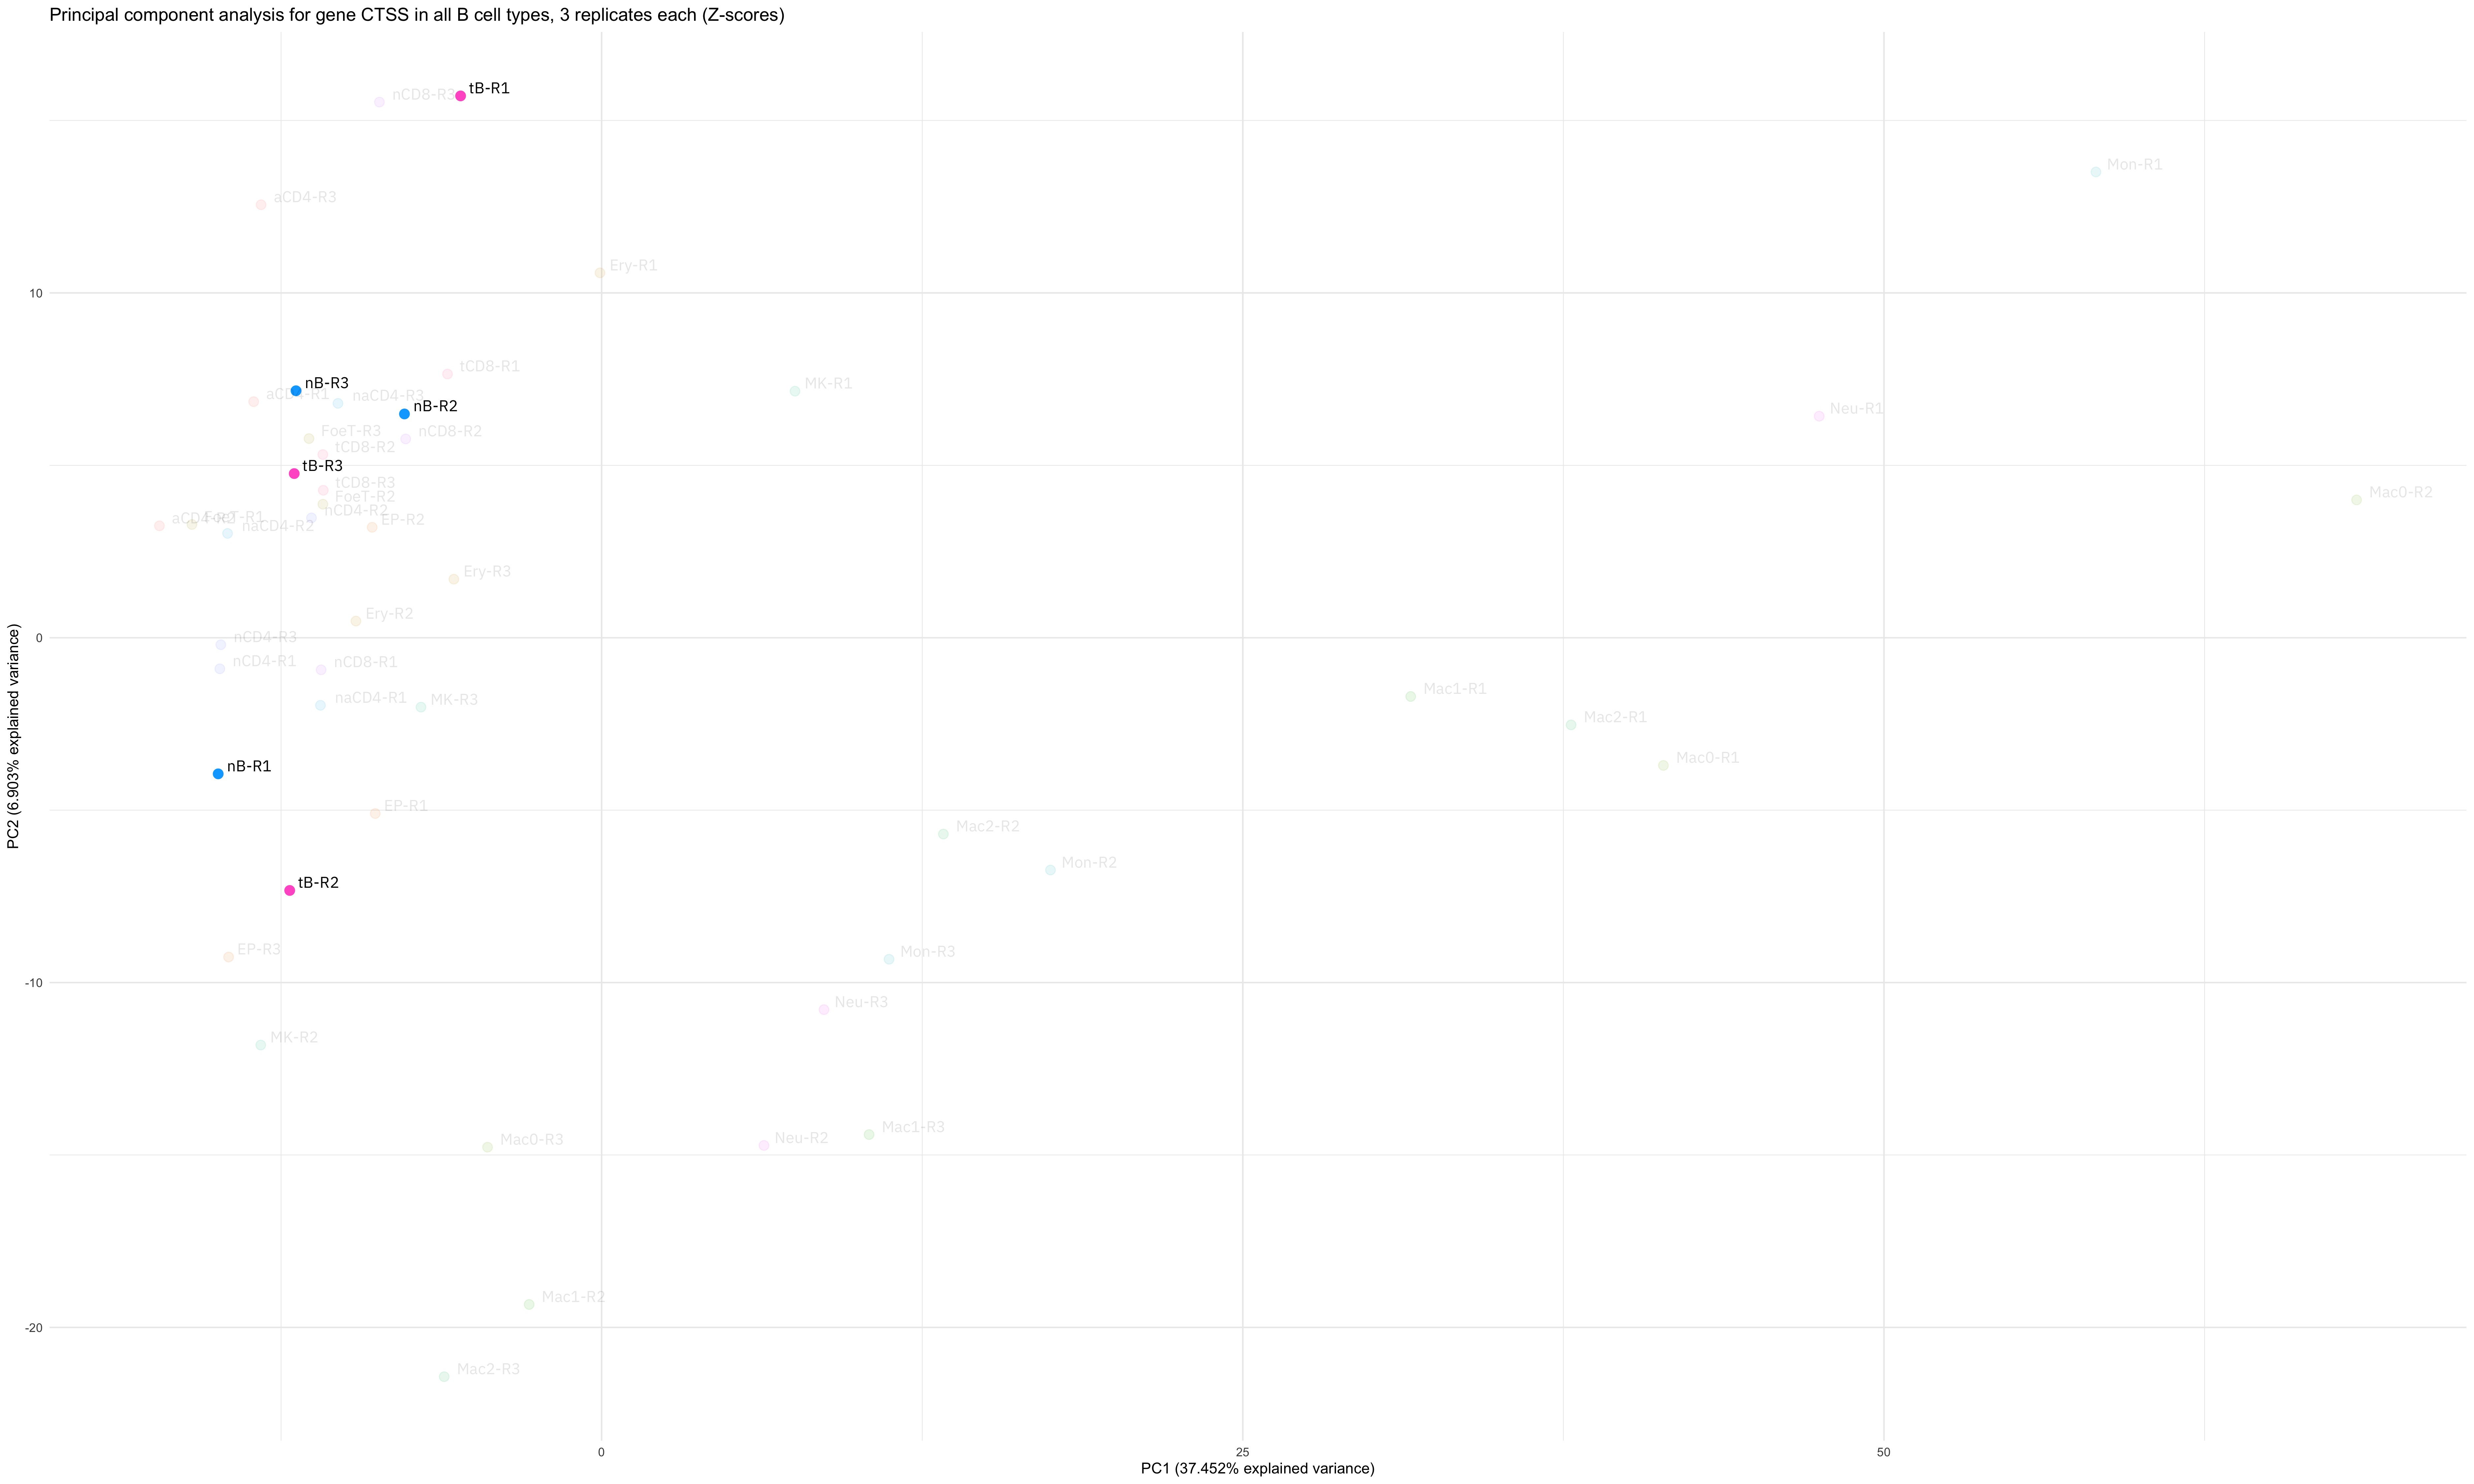 Principal component analysis for gene CTSS in all B cell types, 3 replicates each (Z-scores)
nCD8-R3
tB-R1
Mon-R1
aCD4-R3
Ery-R1
10
tCD8-R1
nB-R3
MK-R1
aCD4-R1
naCD4-R3
nB-R2
Neu-R1
FoeT-R3
nCD8-R2
tCD8-R2
tB-R3
tCD8-R3
Mac0-R2
FoeT-R2
nCD4-R2
aCD4-R2
FoeT-R1
EP-R2
naCD4-R2
Ery-R3
Ery-R2
0
nCD4-R3
nCD4-R1
nCD8-R1
Mac1-R1
naCD4-R1
MK-R3
Mac2-R1
PC2 (6.903% explained variance)
Mac0-R1
nB-R1
EP-R1
Mac2-R2
Mon-R2
tB-R2
EP-R3
Mon-R3
-10
Neu-R3
MK-R2
Mac1-R3
Mac0-R3
Neu-R2
Mac1-R2
-20
Mac2-R3
0
25
50
PC1 (37.452% explained variance)